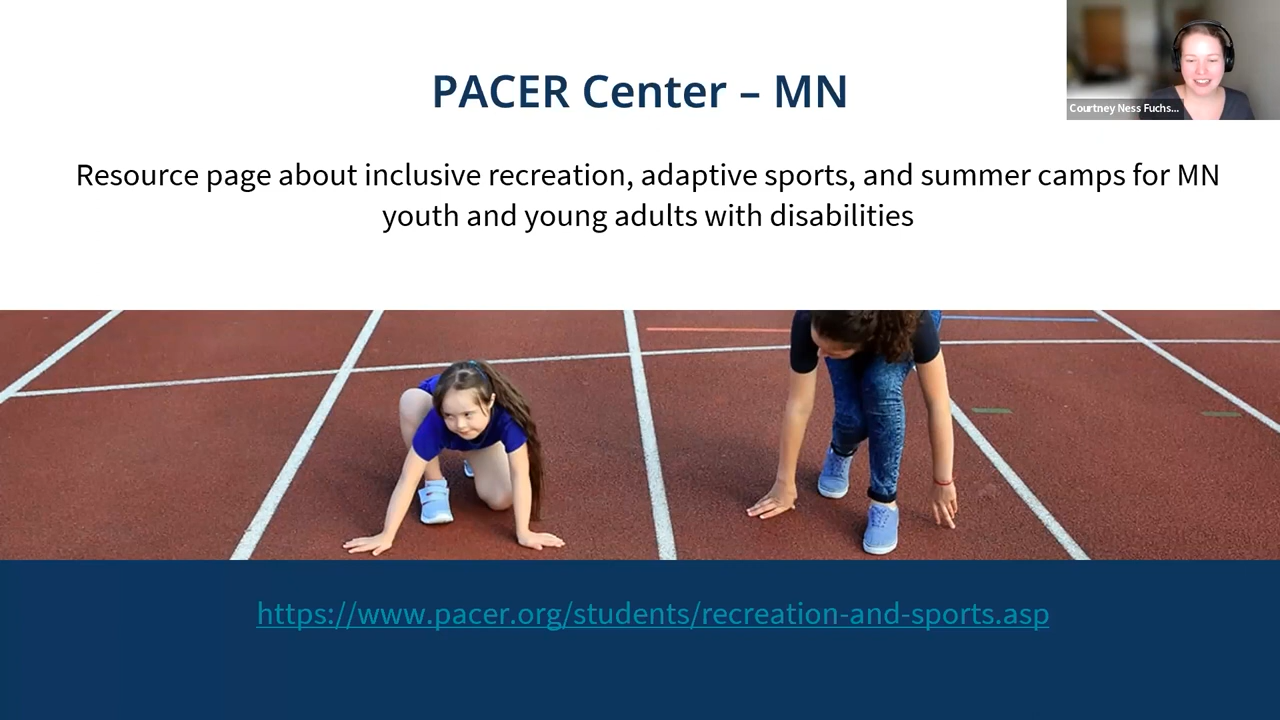 PACER Center – MN
Courtney Ness Fuchs...
Resource page about inclusive recreation, adaptive sports, and summer camps for MN
youth and young adults with disabilities
https://www.pacer.org/students/recreation-and-sports.asp